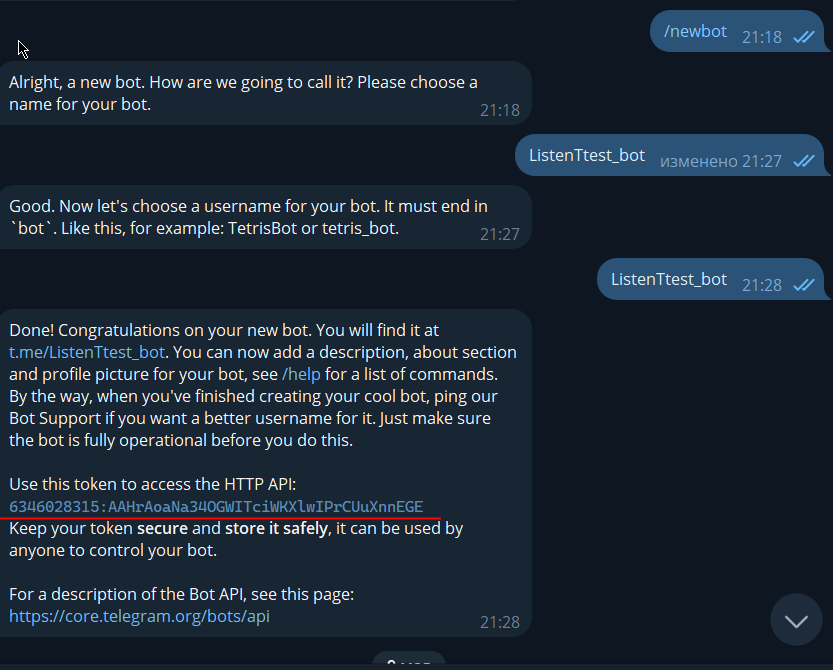 /newbot 21:18
Alright, a new bot. How are we going to call it? Please choose a
name for your bot.
21:18
ListenTtest_bot изменено 21:27
Good. Now let's choose a username for your bot. It must end in
`bot`. Like this, for example: TetrisBot or tetris_bot.
21:27
ListenTtest_bot 21:28
Done! Congratulations on your new bot. You will find it at
t.me/ListenTtest_bot. You can now add a description, about section
and profile picture for your bot, see /help for a list of commands.
By the way, when you've finished creating your cool bot, ping our
Bot Support if you want a better username for it. Just make sure
the bot is fully operational before you do this.
Use this token to access the HTTP API:
6346028315:AAHrAoaNa34OGWITciWKXlwIPrCUuXnnEGE
Keep your token secure and store it safely, it can be used by
anyone to control your bot.
For a description of the Bot API, see this page:
https://core.telegram.org/bots/api
21:28